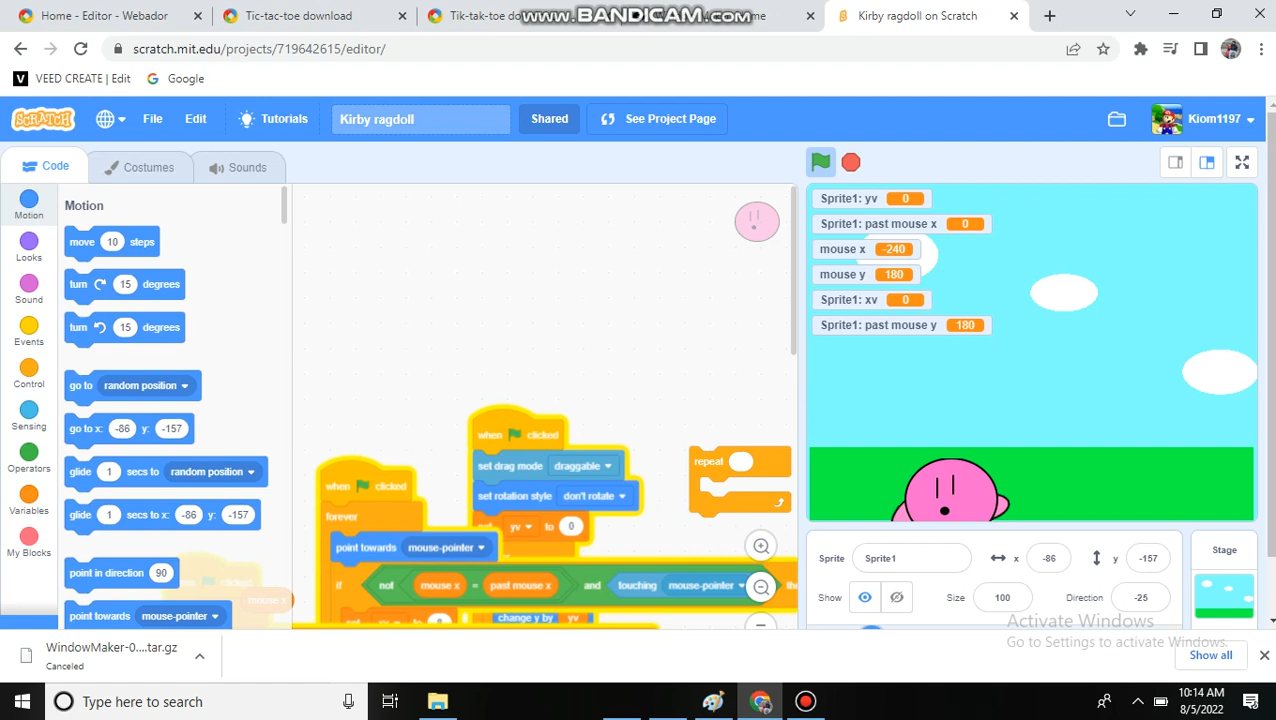 Home - Editor - Webador
Tic-tac-toe download
Tik-tak-toe do
www.BANDICAM.com
me
Kirby ragdoll on Scratch
scratch.mit.edu/projects/719642615/editor/
V VEED CREATE | Edit
Google
SCRATCH
File
Edit
Tutorials
Kirby ragdoll
Shared
See Project Page
Kiom1197
Code
Costumes
Sounds
Motion
Looks
Sound
Events
Control
Sensing
Operators
Variables
My Blocks
Motion
move 10 steps
turn 15 degrees
turn 15 degrees
go to random position
go to x: -86 y: -157
glide 1 secs to random position
glide 1 secs to x: -86 y: -157
point in direction 90
point towards mouse-pointer
clicked
mouse x
when clicked
set drag mode draggable
set rotation style don't rotate
yv to 0
change y by yv
when clicked
forever
point towards mouse-pointer
if not mouse x = past mouse x and touching mouse-pointer the
repeat
Sprite1: yv 0
Sprite1: past mouse x 0
mouse x -240
mouse y 180
Sprite1: xv 0
Sprite1: past mouse y 180
Sprite Sprite1 x -86 y -157
Show Size 100 Direction -25
Stage
Activate Windows
Go to Settings to activate Windows.
WindowMaker-0....tar.gz
Canceled
Show all
Type here to search
10:14 AM
8/5/2022